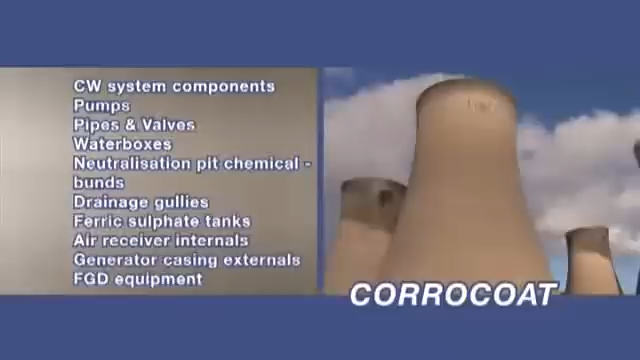 CW system components
Pumps
Pipes & Valves
Waterboxes
Neutralisation pit chemical -
bunds
Drainage gullies
Ferric sulphate tanks
Air receiver internals
Generator casing externals
FGD equipment
CORROCOAT